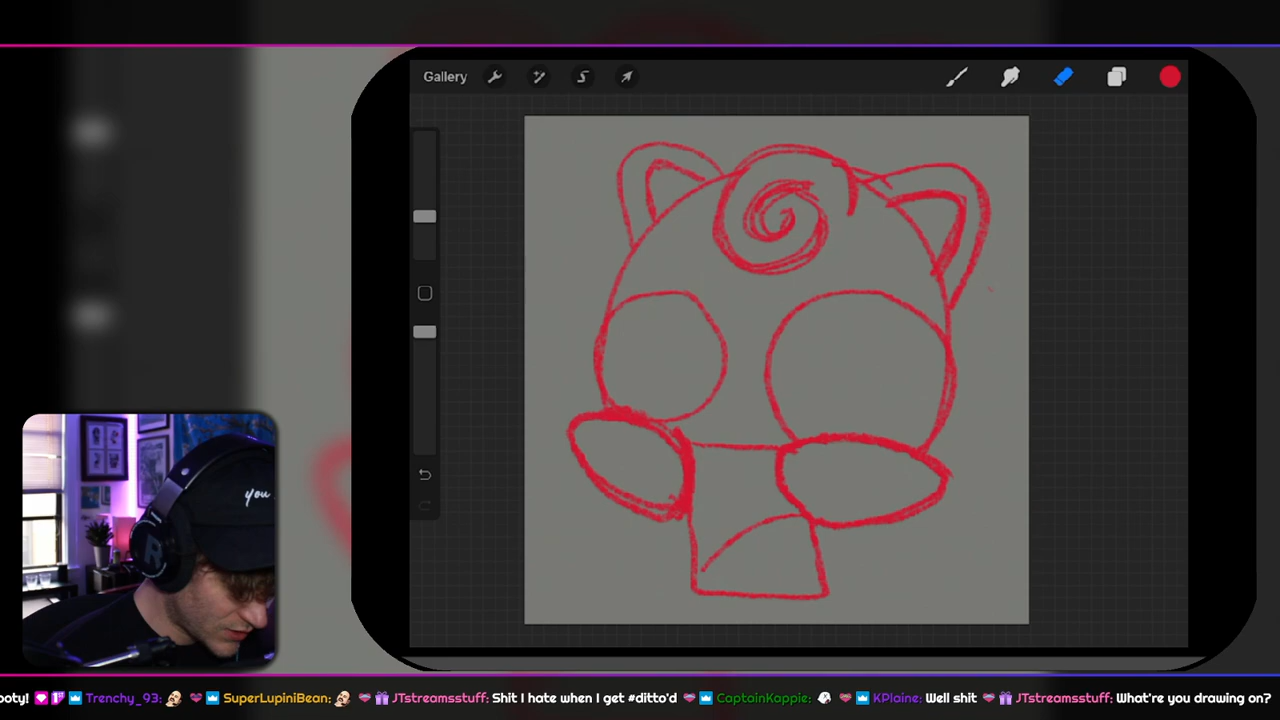 Gallery
you
R
ooty! Trenchy_93: SuperLupiniBean: JTstreamsstuff: Shit I hate when I get #ditto'd CaptainKappie: KPlaine: Well shit JTstreamsstuff: What're you drawing on?